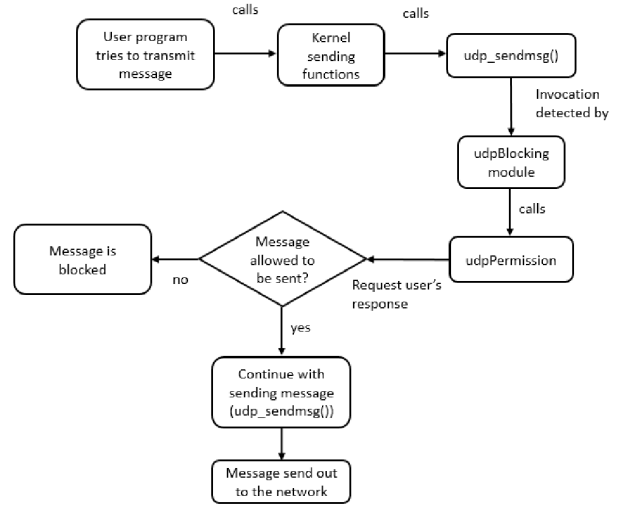 calls
calls
User program
tries to transmit
message
Kernel
sending
functions
udp_sendmsg()
Invocation
detected by
udpBlocking
module
calls
udpPermission
Request user's
response
Message
allowed to
be sent?
no
Message is
blocked
yes
Continue with
sending message
(udp_sendmsg())
Message send out
to the network